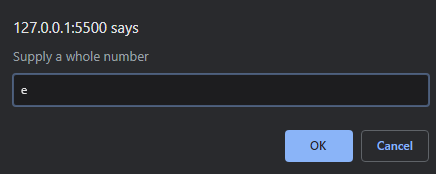 127.0.0.1:5500 says
Supply a whole number
e
OK
Cancel